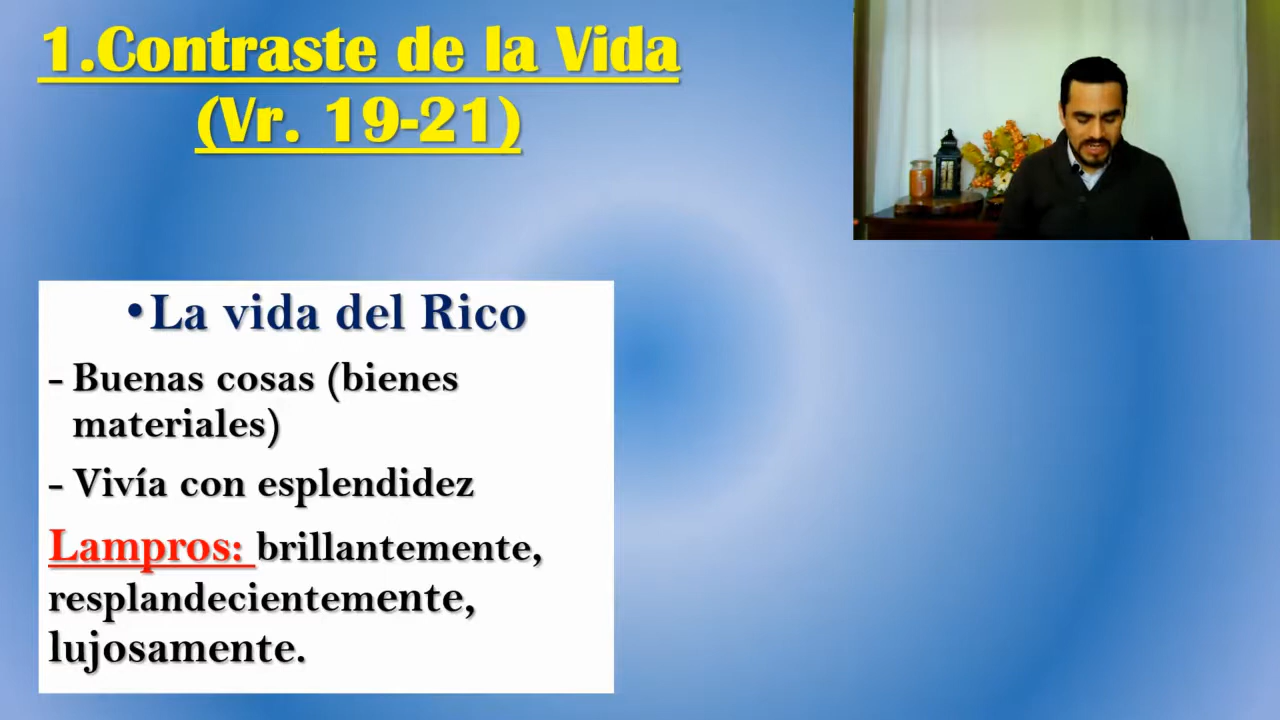 1.Contraste de la Vida
(Vr. 19-21)
•La vida del Rico
- Buenas cosas (bienes
materiales)
- Vivía con esplendidez
Lampros: brillantemente,
resplandecientemente,
lujosamente.